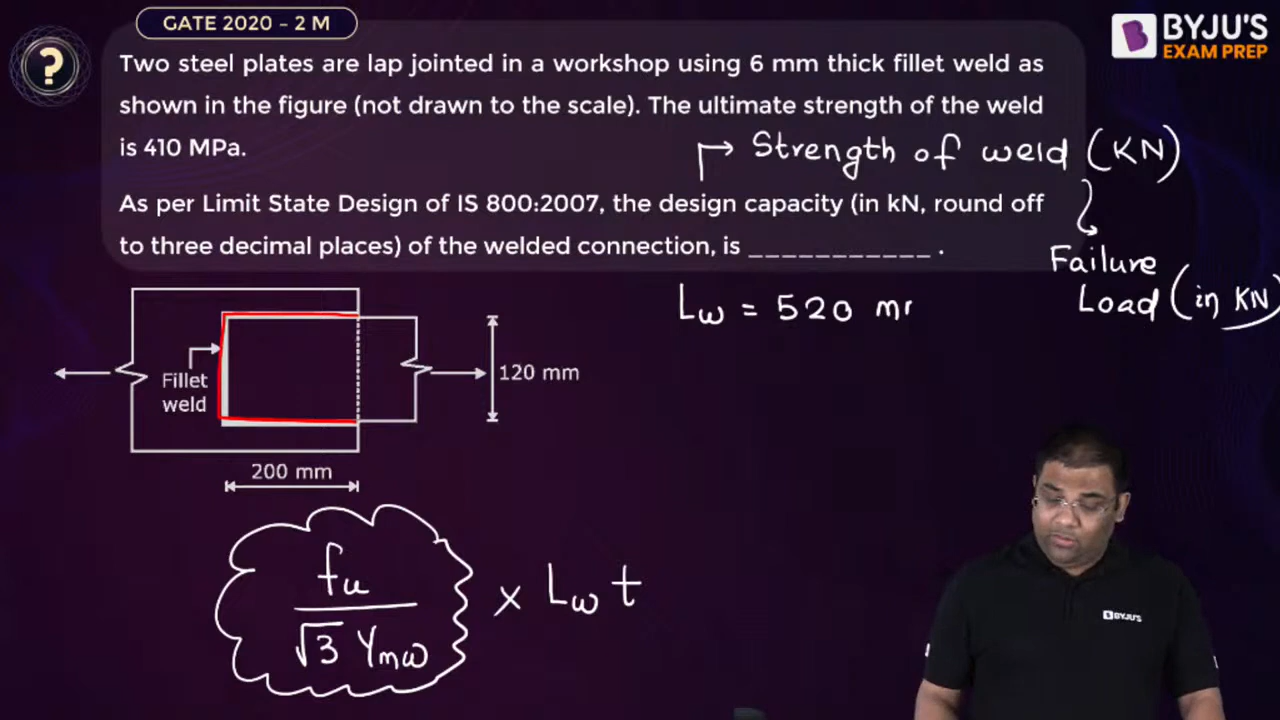 GATE 2020 – 2 M
BYJU'S
EXAM PREP
?
Two steel plates are lap jointed in a workshop using 6 mm thick fillet weld as
shown in the figure (not drawn to the scale). The ultimate strength of the weld
is 410 MPa.
Strength of weld (KN)
As per Limit State Design of IS 800:2007, the design capacity (in kN, round off
to three decimal places) of the welded connection, is ____________ .
Failure
Load (in KN)
Lw = 520 m
Fillet
weld
120 mm
200 mm
fu
√3 γmw
× Lw t
BYJU'S